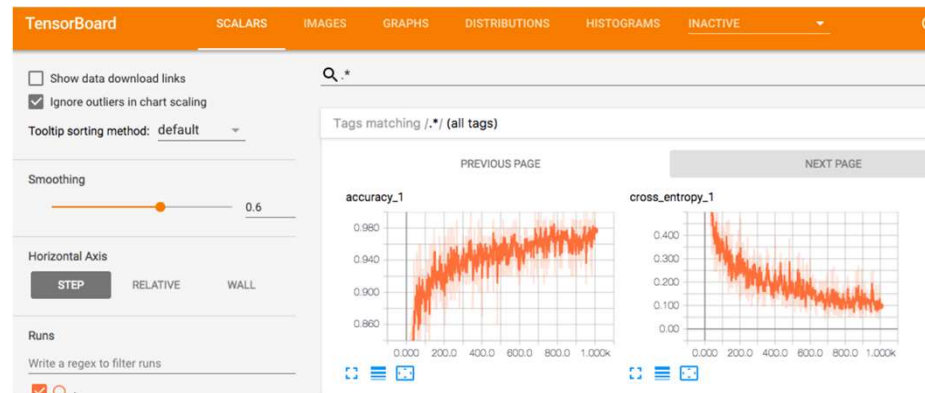 TensorBoard SCALARS IMAGES GRAPHS DISTRIBUTIONS HISTOGRAMS INACTIVE
Show data download links
Ignore outliers in chart scaling
Tooltip sorting method: default
Smoothing
0.6
Horizontal Axis
STEP RELATIVE WALL
Runs
Write a regex to filter runs
.*
Tags matching /.*/ (all tags)
PREVIOUS PAGE NEXT PAGE
accuracy_1
0.980
0.940
0.900
0.860
0.000 200.0 400.0 600.0 800.0 1.000k
cross_entropy_1
0.400
0.300
0.200
0.100
0.00
0.000 200.0 400.0 600.0 800.0 1.000k